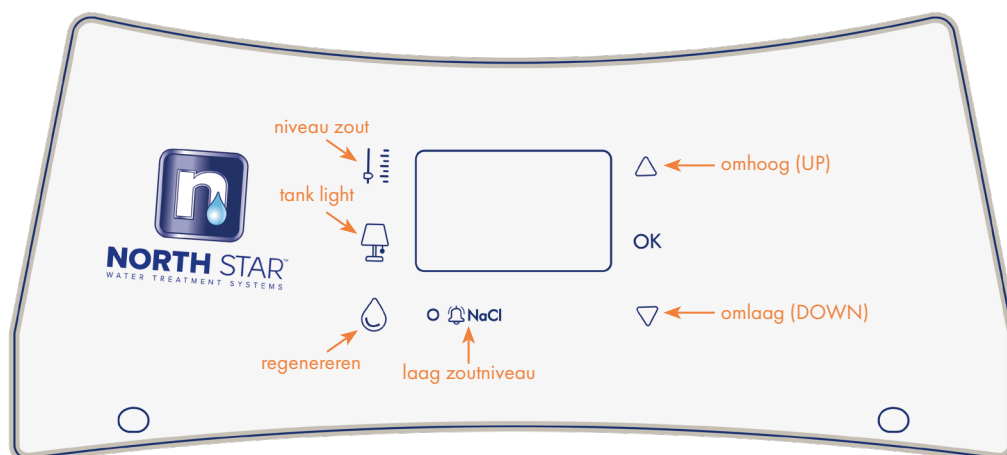 niveau zout
omhoog (UP)
tank light
OK
n
NORTH STAR™
WATER TREATMENT SYSTEMS
NaCl
omlaag (DOWN)
regenereren
laag zoutniveau